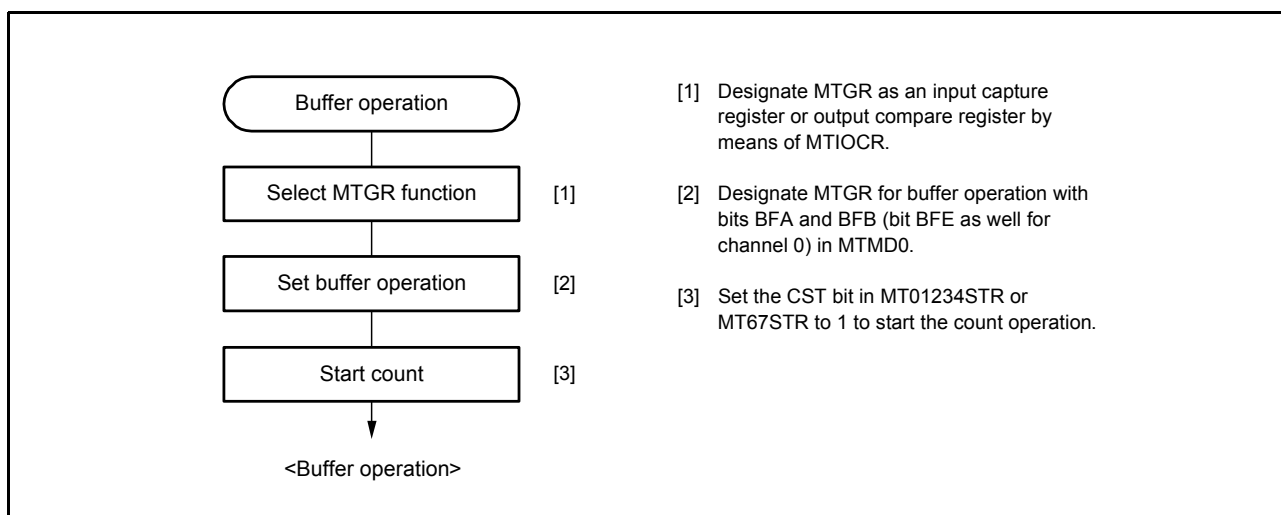 Buffer operation
Select MTGR function
[1]
Set buffer operation
[2]
Start count
[3]
<Buffer operation>
[1] Designate MTGR as an input capture
register or output compare register by
means of MTIOCR.
[2] Designate MTGR for buffer operation with
bits BFA and BFB (bit BFE as well for
channel 0) in MTMD0.
[3] Set the CST bit in MT01234STR or
MT67STR to 1 to start the count operation.